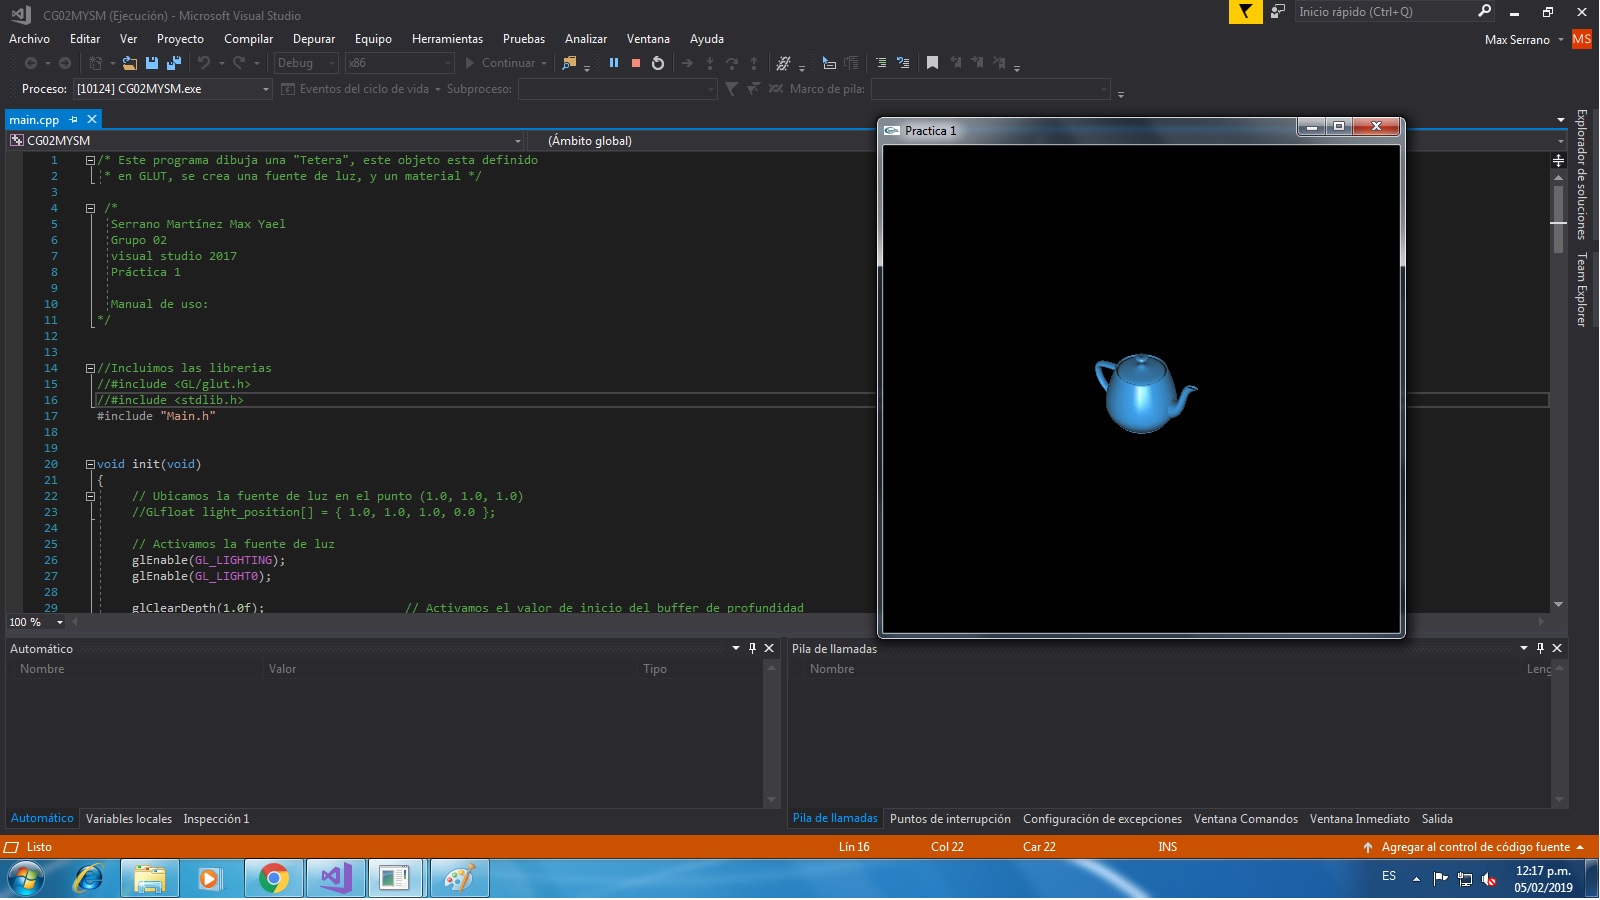 CG02MYSM (Ejecución) - Microsoft Visual Studio
Inicio rápido (Ctrl+Q)
Archivo Editar Ver Proyecto Compilar Depurar Equipo Herramientas Pruebas Analizar Ventana Ayuda
Max Serrano MS
Debug x86 Continuar
Proceso: [10124] CG02MYSM.exe Eventos del ciclo de vida Subproceso: Marco de pila:
main.cpp
CG02MYSM (Ámbito global)
1 /* Este programa dibuja una "Tetera", este objeto esta definido
2 * en GLUT, se crea una fuente de luz, y un material */
3
4 /*
5 Serrano Martínez Max Yael
6 Grupo 02
7 visual studio 2017
8 Práctica 1
9
10 Manual de uso:
11 */
12
13
14 //Incluimos las librerias
15 //#include <GL/glut.h>
16 //#include <stdlib.h>
17 #include "Main.h"
18
19
20 void init(void)
21 {
22 // Ubicamos la fuente de luz en el punto (1.0, 1.0, 1.0)
23 //GLfloat light_position[] = { 1.0, 1.0, 1.0, 0.0 };
24
25 // Activamos la fuente de luz
26 glEnable(GL_LIGHTING);
27 glEnable(GL_LIGHT0);
28
29 glClearDepth(1.0f); // Activamos el valor de inicio del buffer de profundidad
100 %
Practica 1
Explorador de soluciones
Team Explorer
Automático
Nombre Valor Tipo
Pila de llamadas
Nombre Leng
Automático Variables locales Inspección 1
Pila de llamadas Puntos de interrupción Configuración de excepciones Ventana Comandos Ventana Inmediato Salida
Listo Lín 16 Col 22 Car 22 INS Agregar al control de código fuente
ES
12:17 p.m.
05/02/2019